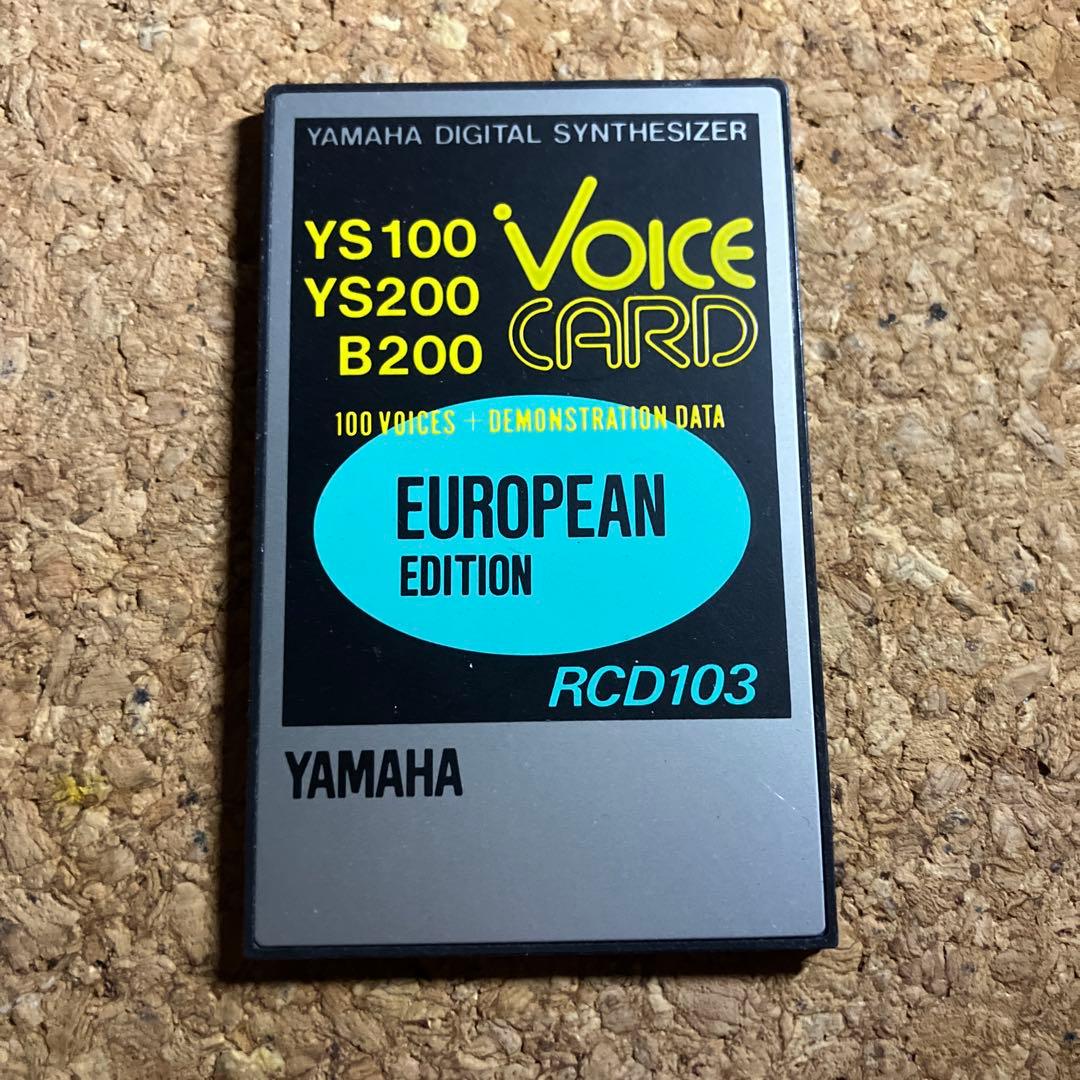 YAMAHA DIGITAL SYNTHESIZER
YS100
YS200
B200
VOICE
CARD
100 VOICES + DEMONSTRATION DATA
EUROPEAN
EDITION
RCD103
YAMAHA